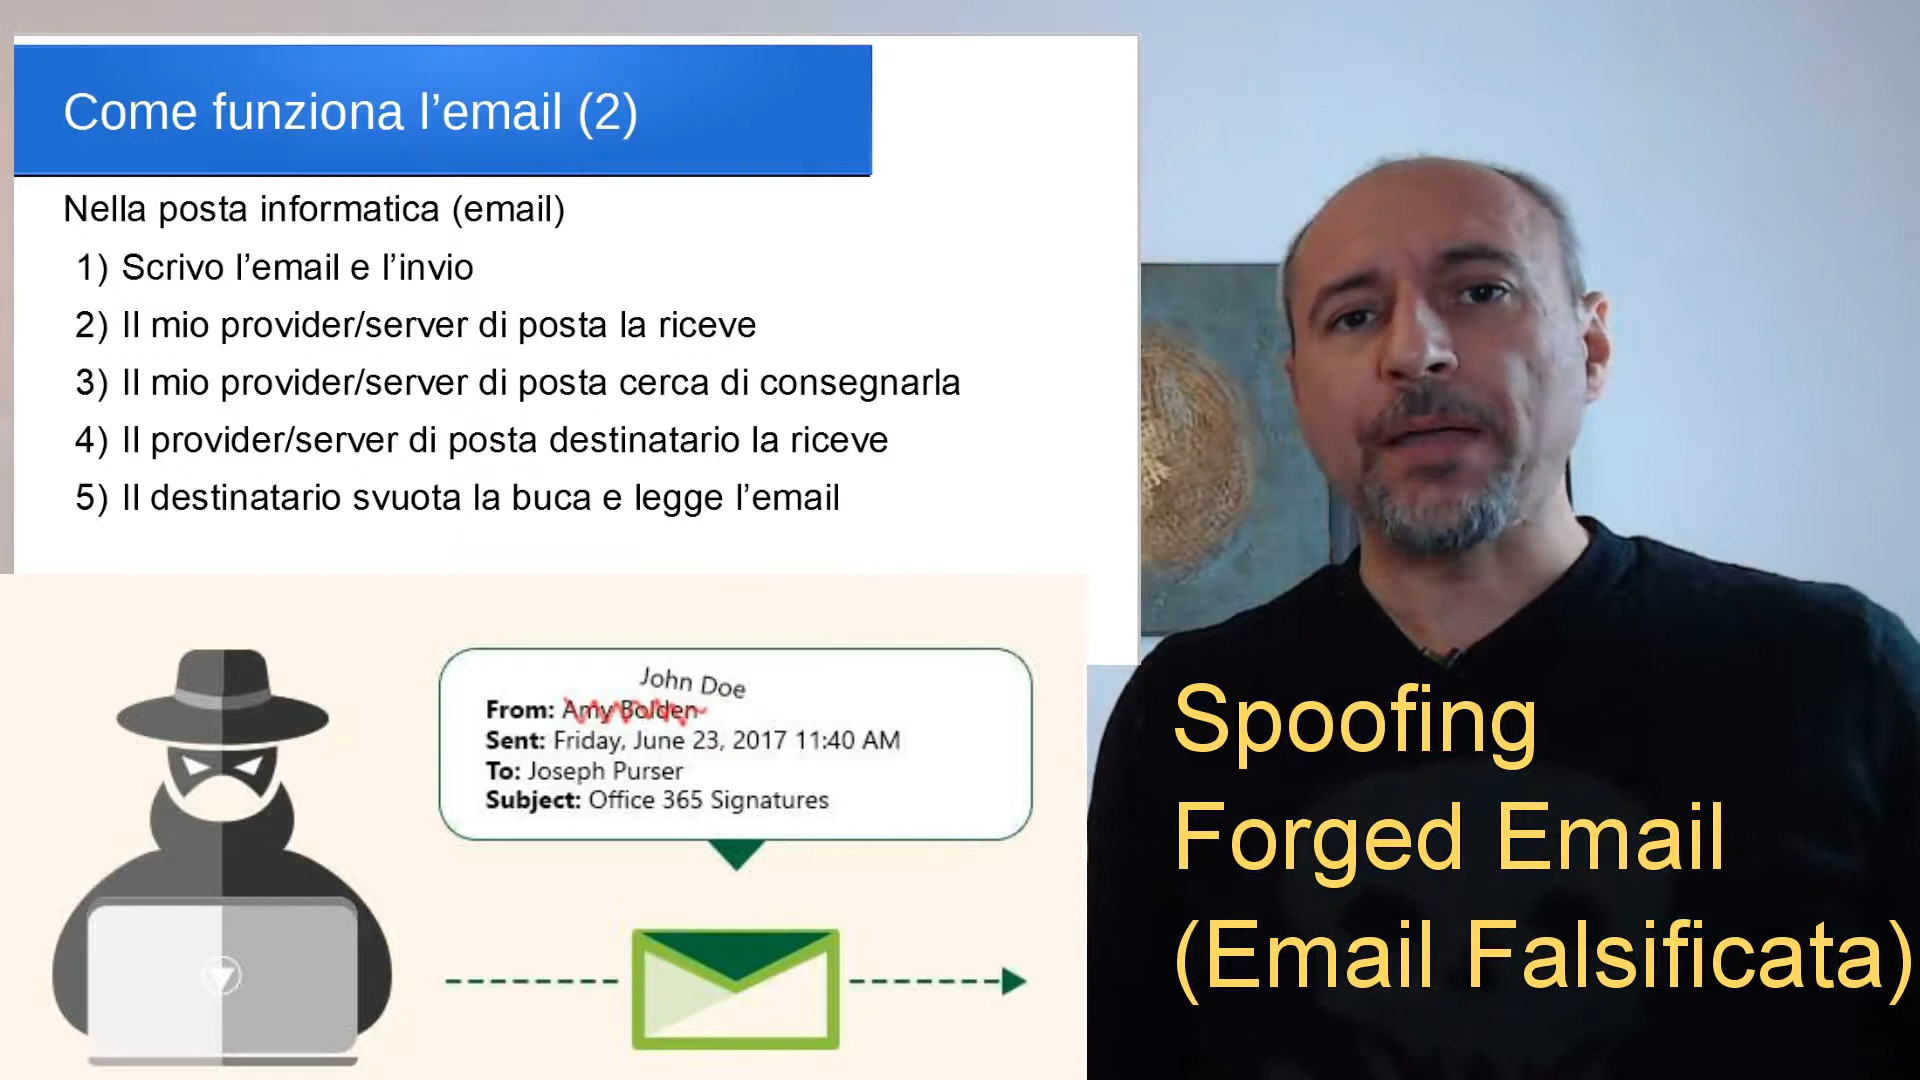 Come funziona l’email (2)
Nella posta informatica (email)
1) Scrivo l’email e l’invio
2) Il mio provider/server di posta la riceve
3) Il mio provider/server di posta cerca di consegnarla
4) Il provider/server di posta destinatario la riceve
5) Il destinatario svuota la buca e legge l’email
John Doe
From: Amy Bolden
Sent: Friday, June 23, 2017 11:40 AM
To: Joseph Purser
Subject: Office 365 Signatures
Spoofing
Forged Email
(Email Falsificata)